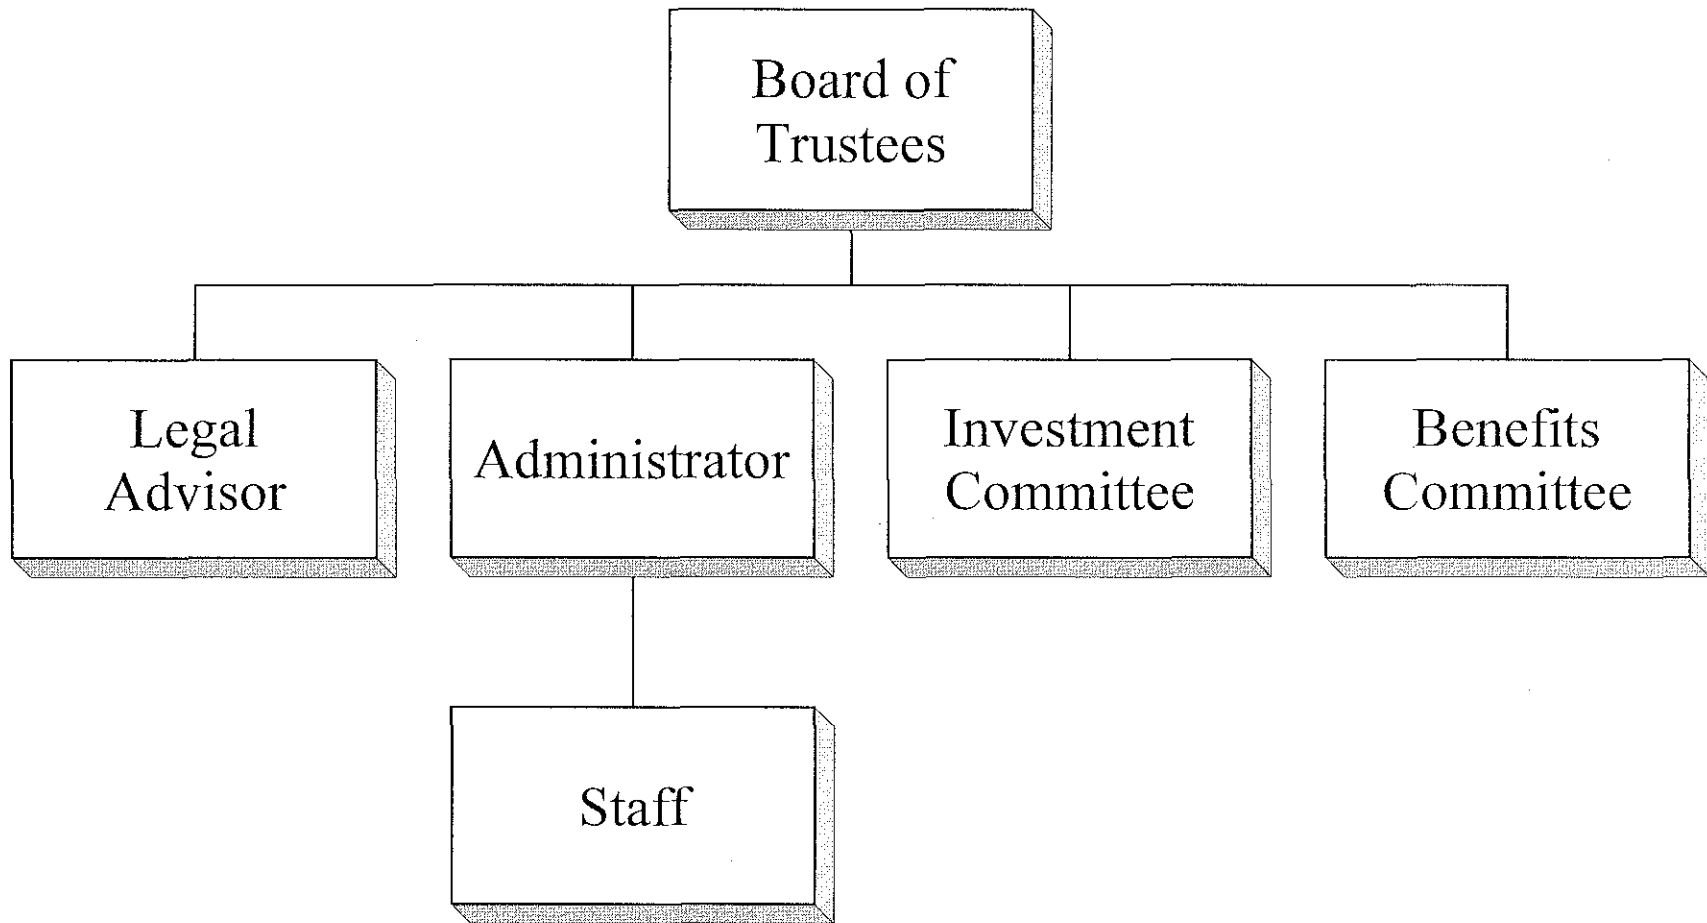 Board of
Trustees
Legal
Advisor
Administrator
Investment
Committee
Benefits
Committee
Staff